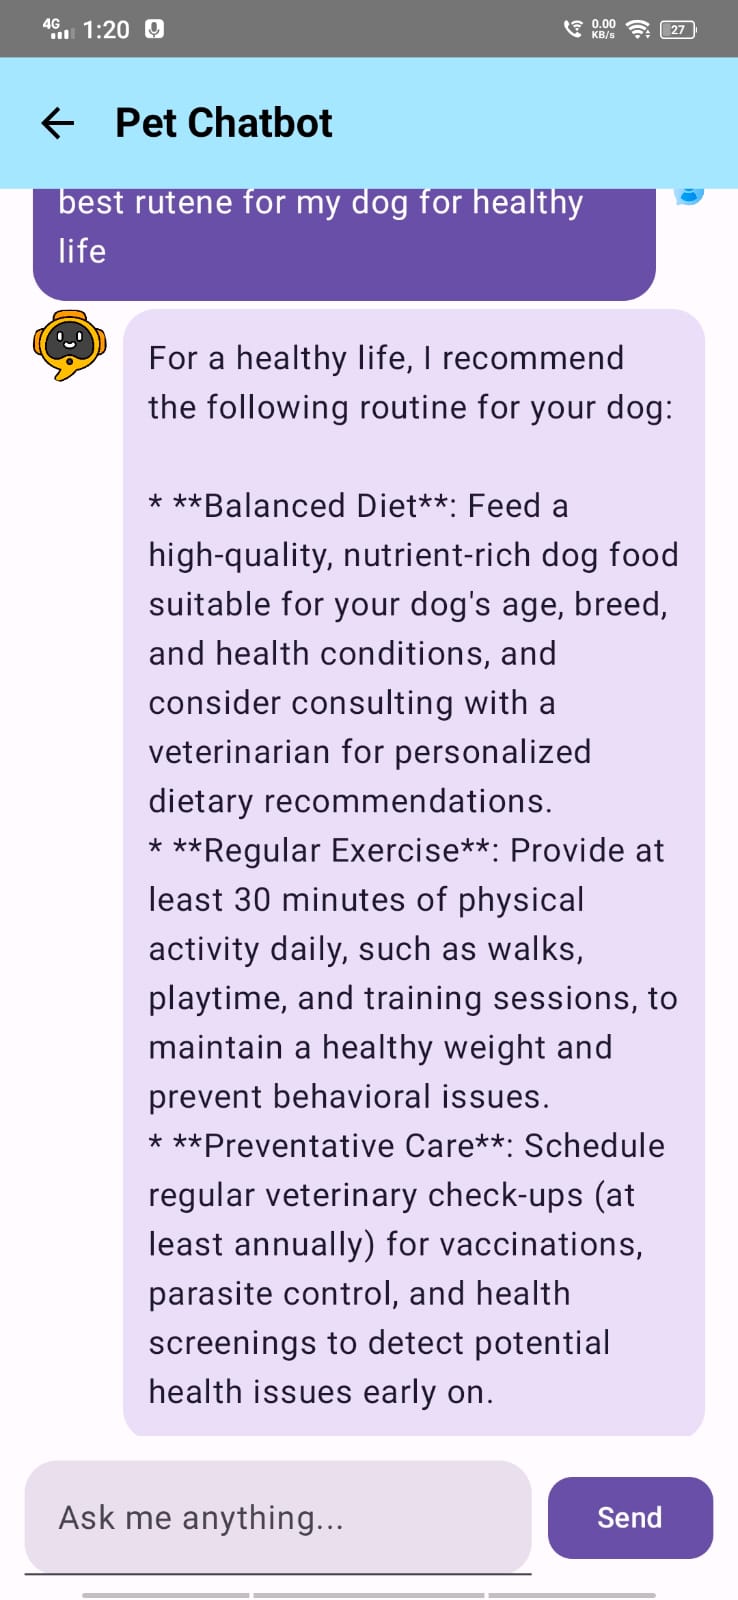 4G 1:20 0.00 KB/s 27
Pet Chatbot
best rutene for my dog for healthy
life
For a healthy life, I recommend
the following routine for your dog:
* **Balanced Diet**: Feed a
high-quality, nutrient-rich dog food
suitable for your dog's age, breed,
and health conditions, and
consider consulting with a
veterinarian for personalized
dietary recommendations.
* **Regular Exercise**: Provide at
least 30 minutes of physical
activity daily, such as walks,
playtime, and training sessions, to
maintain a healthy weight and
prevent behavioral issues.
* **Preventative Care**: Schedule
regular veterinary check-ups (at
least annually) for vaccinations,
parasite control, and health
screenings to detect potential
health issues early on.
Ask me anything...
Send